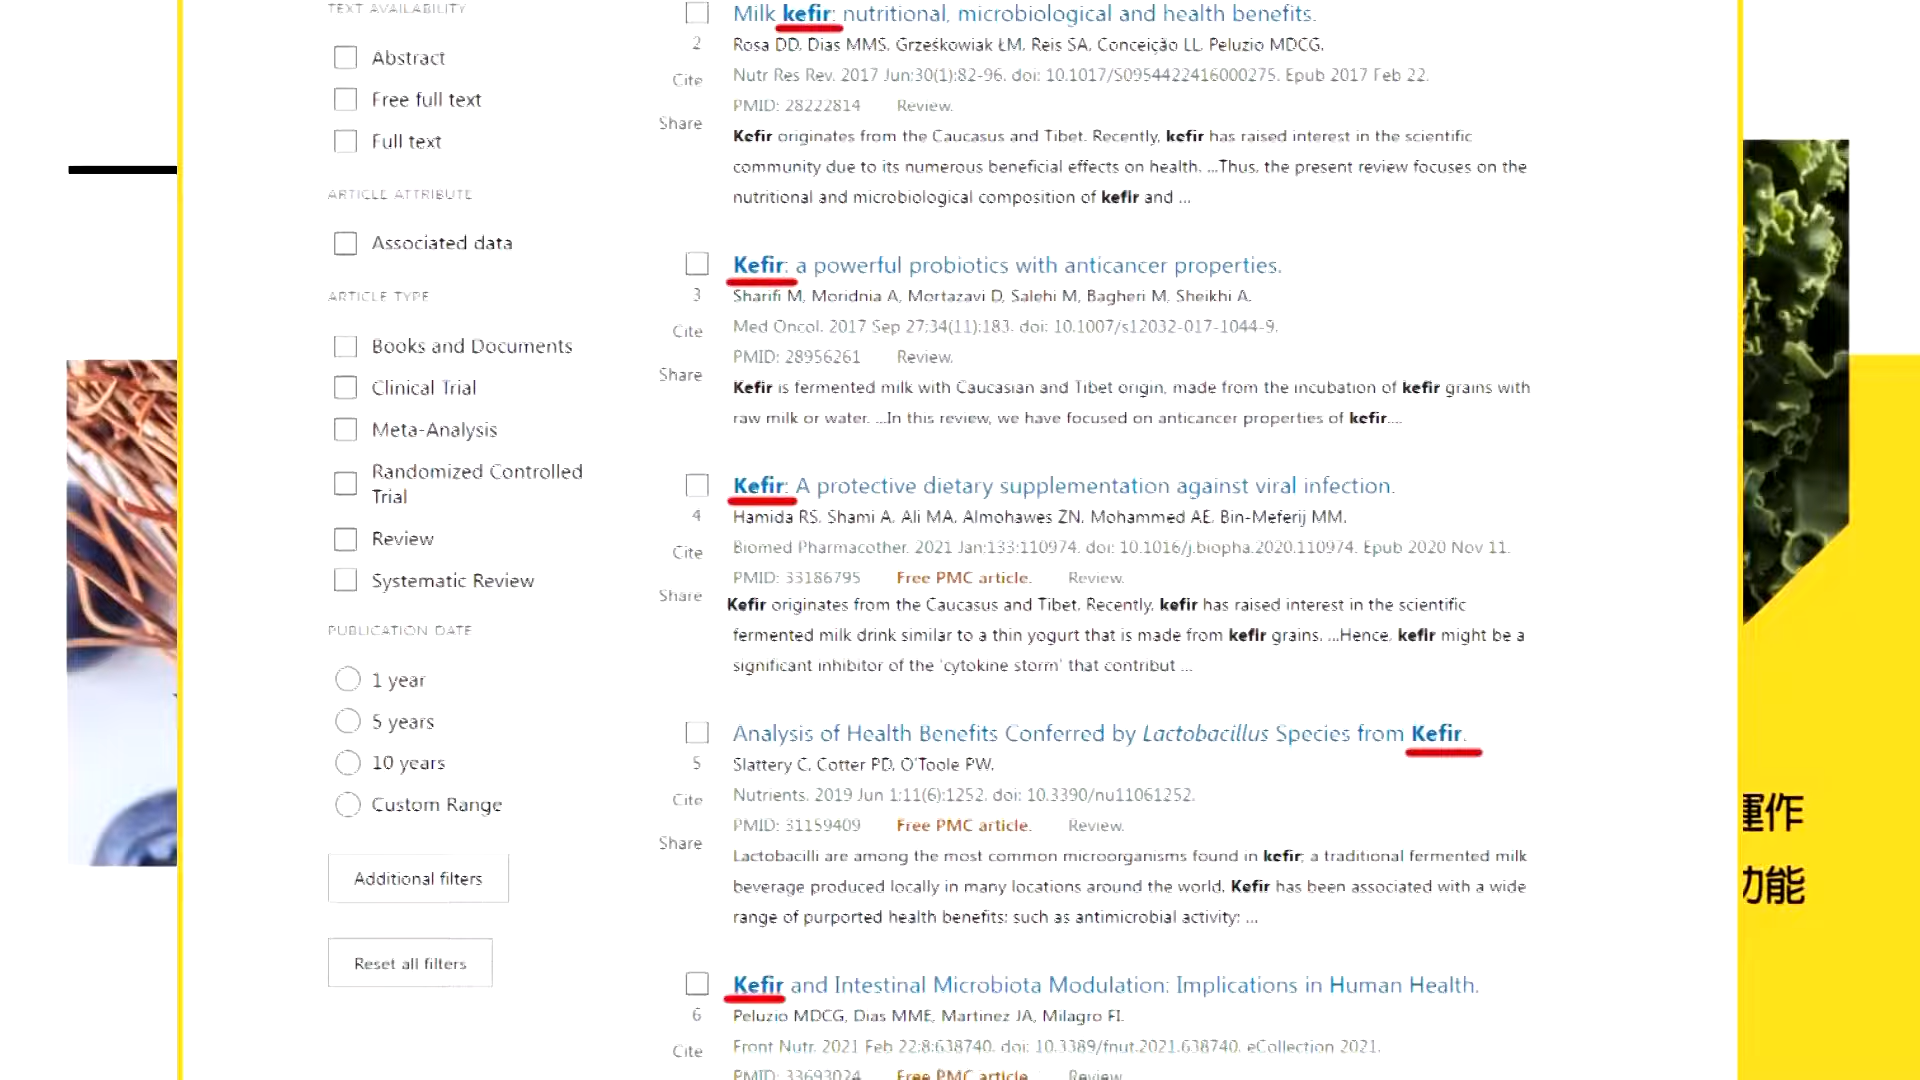 TEXT AVAILABILITY
Abstract
Free full text
Full text
ARTICLE ATTRIBUTE
Associated data
ARTICLE TYPE
Books and Documents
Clinical Trial
Meta-Analysis
Randomized Controlled
Trial
Review
Systematic Review
PUBLICATION DATE
1 year
5 years
10 years
Custom Range
Additional filters
Reset all filters
Milk kefir: nutritional, microbiological and health benefits.
2
Rosa DD, Dias MMS, Grześkowiak ŁM, Reis SA, Conceição LL, Peluzio MDCG.
Cite
Nutr Res Rev. 2017 Jun;30(1):82-96. doi: 10.1017/S0954422416000275. Epub 2017 Feb 22.
PMID: 28222814 Review.
Share
Kefir originates from the Caucasus and Tibet. Recently, kefir has raised interest in the scientific
community due to its numerous beneficial effects on health. ...Thus, the present review focuses on the
nutritional and microbiological composition of kefir and ...
Kefir: a powerful probiotics with anticancer properties.
3
Sharifi M, Moridnia A, Mortazavi D, Salehi M, Bagheri M, Sheikhi A.
Cite
Med Oncol. 2017 Sep 27;34(11):183. doi: 10.1007/s12032-017-1044-9.
PMID: 28956261 Review.
Share
Kefir is fermented milk with Caucasian and Tibet origin, made from the incubation of kefir grains with
raw milk or water. ...In this review, we have focused on anticancer properties of kefir....
Kefir: A protective dietary supplementation against viral infection.
4
Hamida RS, Shami A, Ali MA, Almohawes ZN, Mohammed AE, Bin-Meferij MM.
Cite
Biomed Pharmacother. 2021 Jan;133:110974. doi: 10.1016/j.biopha.2020.110974. Epub 2020 Nov 11.
PMID: 33186795 Free PMC article. Review.
Share
Kefir originates from the Caucasus and Tibet. Recently, kefir has raised interest in the scientific
fermented milk drink similar to a thin yogurt that is made from kefir grains. ...Hence, kefir might be a
significant inhibitor of the 'cytokine storm' that contribut ...
Analysis of Health Benefits Conferred by Lactobacillus Species from Kefir.
5
Slattery C, Cotter PD, O'Toole PW.
Cite
Nutrients. 2019 Jun 1;11(6):1252. doi: 10.3390/nu11061252.
PMID: 31159409 Free PMC article. Review.
Share
Lactobacilli are among the most common microorganisms found in kefir; a traditional fermented milk
beverage produced locally in many locations around the world. Kefir has been associated with a wide
range of purported health benefits; such as antimicrobial activity; ...
Kefir and Intestinal Microbiota Modulation: Implications in Human Health.
6
Peluzio MDCG, Dias MME, Martinez JA, Milagro FI.
Cite
Front Nutr. 2021 Feb 22;8:638740. doi: 10.3389/fnut.2021.638740. eCollection 2021.
PMID: 33693024 Free PMC article. Review.
運作
功能